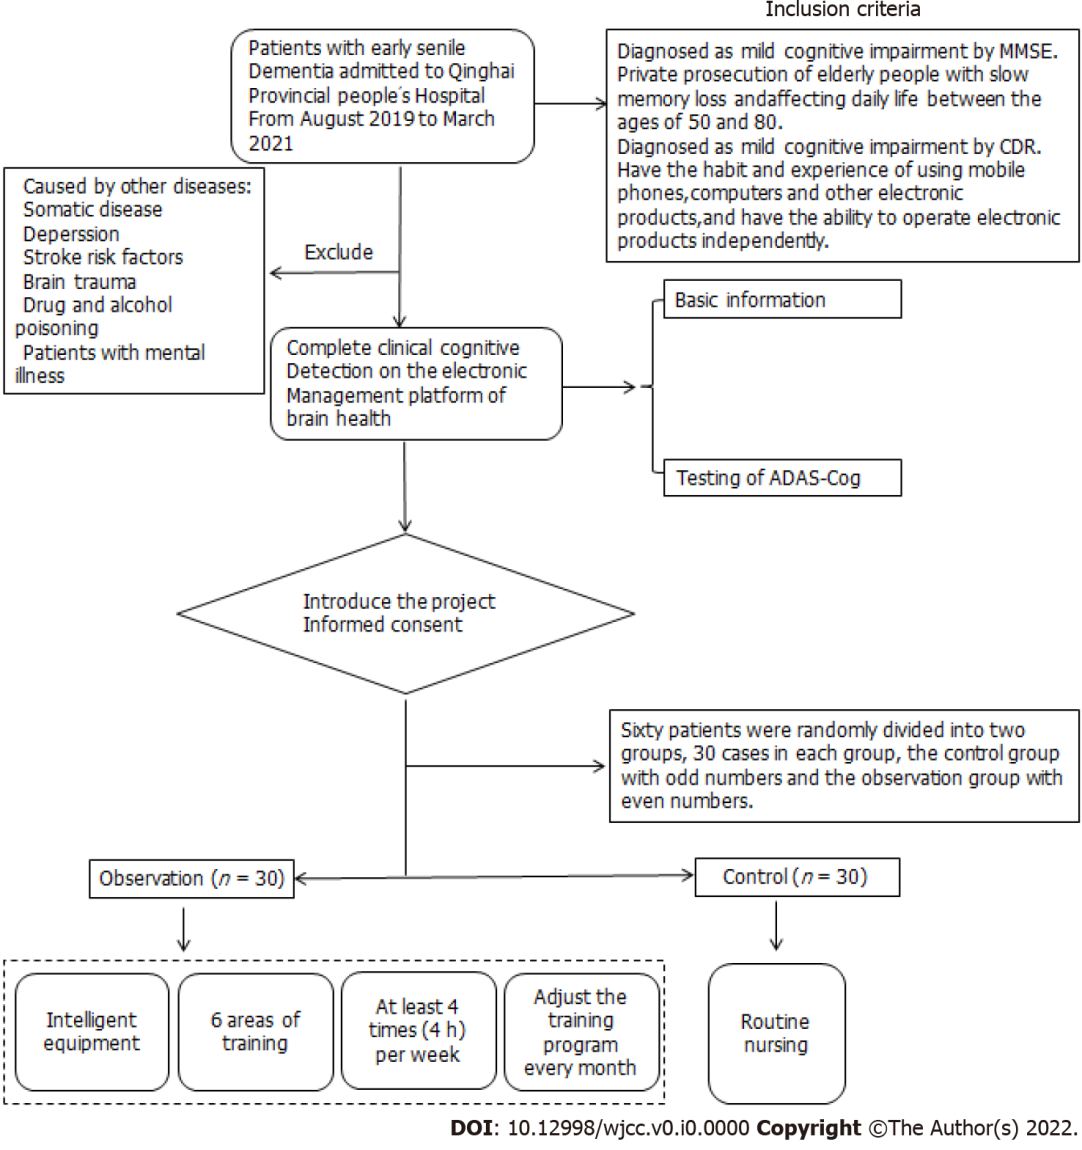 Inclusion criteria
Patients with early senile
Dementia admitted to Qinghai
Provincial people's Hospital
From August 2019 to March
2021
Diagnosed as mild cognitive impairment by MMSE.
Private prosecution of elderly people with slow
memory loss andaffecting daily life between the
ages of 50 and 80.
Diagnosed as mild cognitive impairment by CDR.
Have the habit and experience of using mobile
phones,computers and other electronic
products,and have the ability to operate electronic
products independently.
Caused by other diseases:
Somatic disease
Deperssion
Stroke risk factors
Brain trauma
Drug and alcohol
poisoning
Patients with mental
illness
Exclude
Complete clinical cognitive
Detection on the electronic
Management platform of
brain health
Basic information
Testing of ADAS-Cog
Introduce the project
Informed consent
Sixty patients were randomly divided into two
groups, 30 cases in each group, the control group
with odd numbers and the observation group with
even numbers.
Observation (n = 30)
Control (n = 30)
Intelligent
equipment
6 areas of
training
At least 4
times (4 h)
per week
Adjust the
training
program
every month
Routine
nursing
DOI: 10.12998/wjcc.v0.i0.0000 Copyright ©The Author(s) 2022.